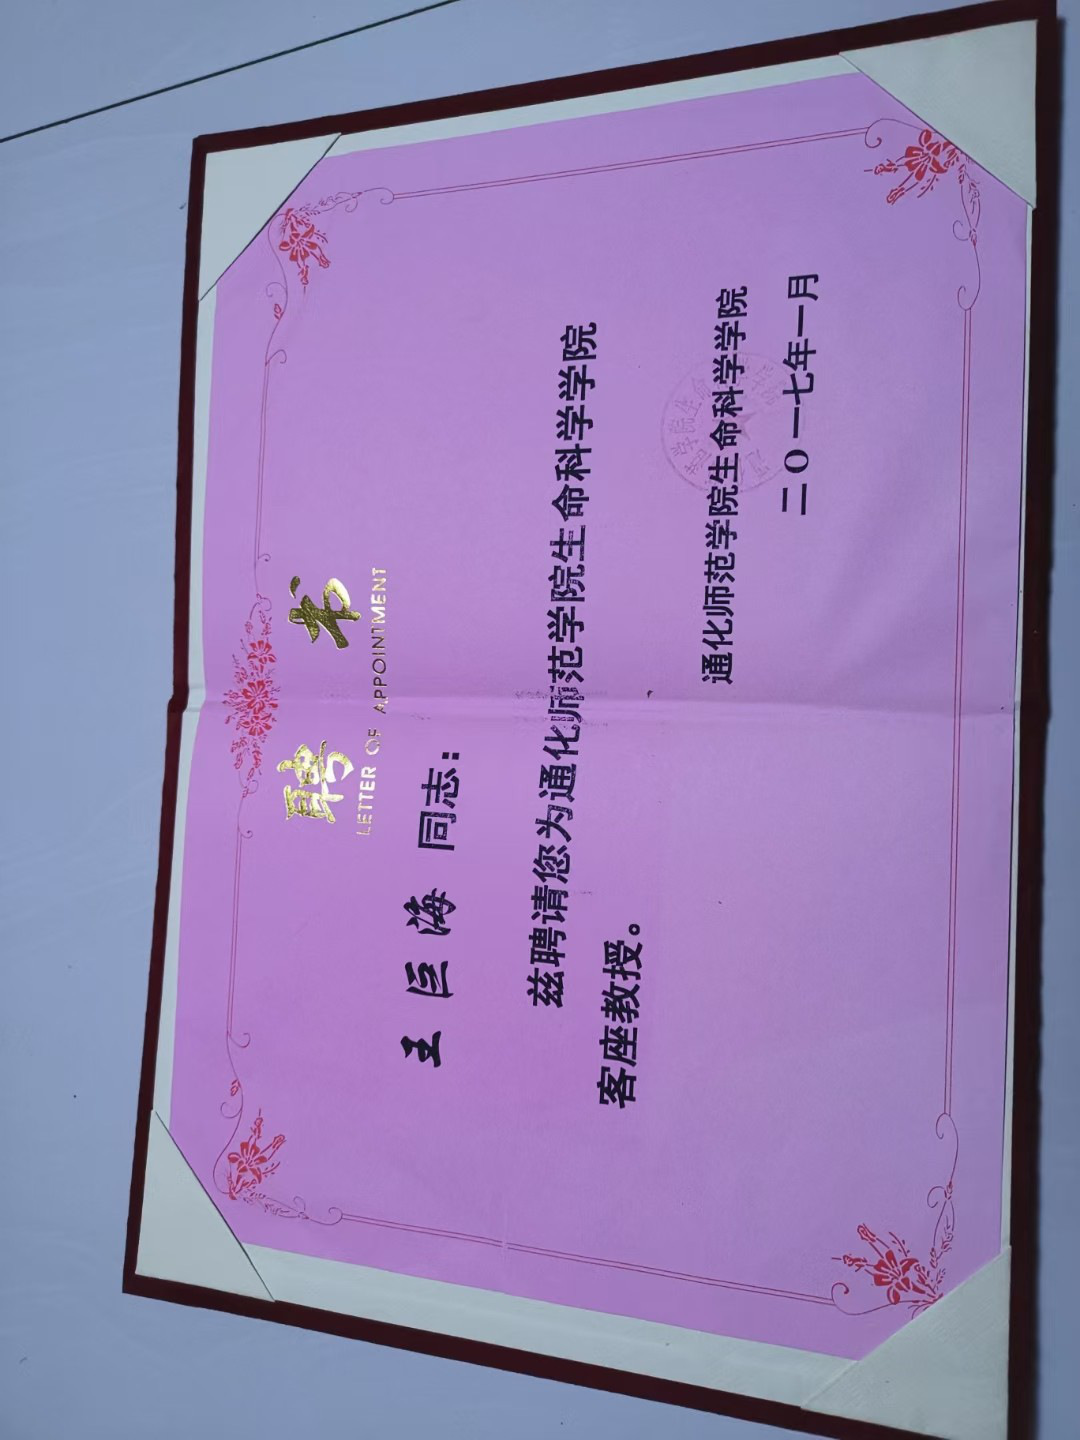 聘书
LETTER OF APPOINTMENT
王巨海 同志：
兹聘请您为通化师范学院生命科学学院
客座教授。
通化师范学院生命科学学院
二〇一七年一月